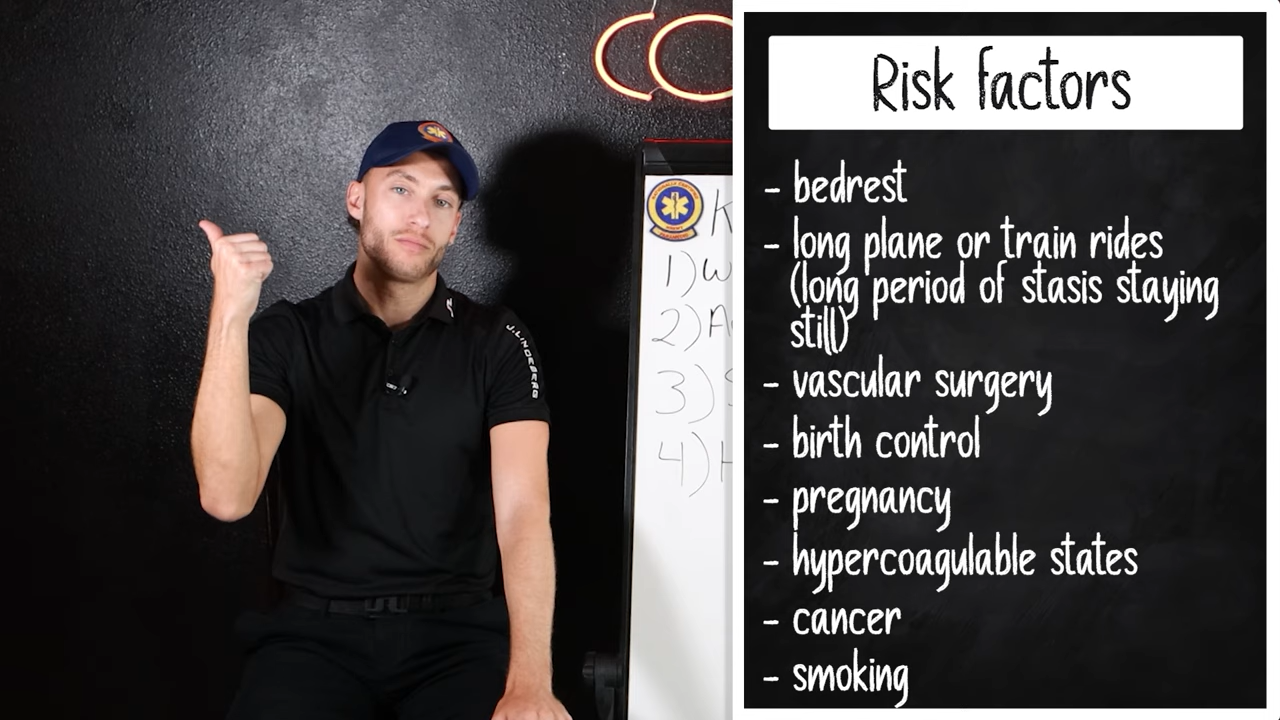 Risk factors
- bedrest
- long plane or train rides
(long period of stasis staying
still)
- vascular surgery
- birth control
- pregnancy
- hypercoagulable states
- cancer
- smoking
J.LINDEBERG
1) W
2) A
3) S
4) H